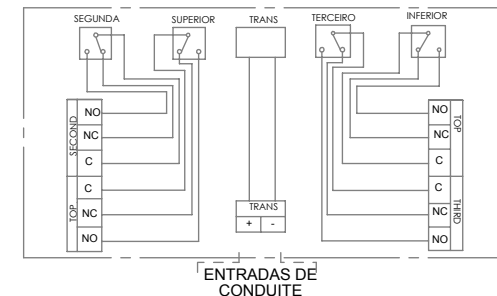 SEGUNDA
SUPERIOR
TRANS
TERCEIRO
INFERIOR
SECOND
NO
NC
C
TOP
C
NC
NO
TRANS
+ -
TOP
NO
NC
C
THIRD
C
NC
NO
ENTRADAS DE
CONDUITE